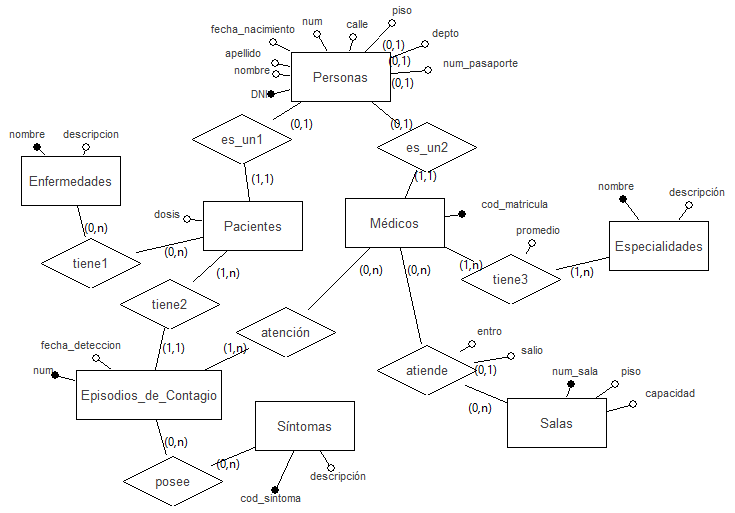 piso
num
calle
fecha_nacimiento
(0,1)
depto
apellido
(0,1)
nombre
Personas
(0,1)
num_pasaporte
DNI
(0,1)
(0,1)
nombre
descripcion
es_un1
es_un2
Enfermedades
(1,1)
(1,1)
nombre
descripción
dosis
Pacientes
Médicos
cod_matricula
(0,n)
promedio
Especialidades
tiene1
(0,n)
(1,n)
(0,n)
(0,n)
(1,n)
tiene3
(1,n)
tiene2
atención
entro
fecha_deteccion
(1,1)
(1,n)
salio
num
atiende
(0,1)
num_sala
piso
Episodios_de_Contagio
capacidad
(0,n)
Síntomas
Salas
(0,n)
(0,n)
posee
descripción
cod_sintoma